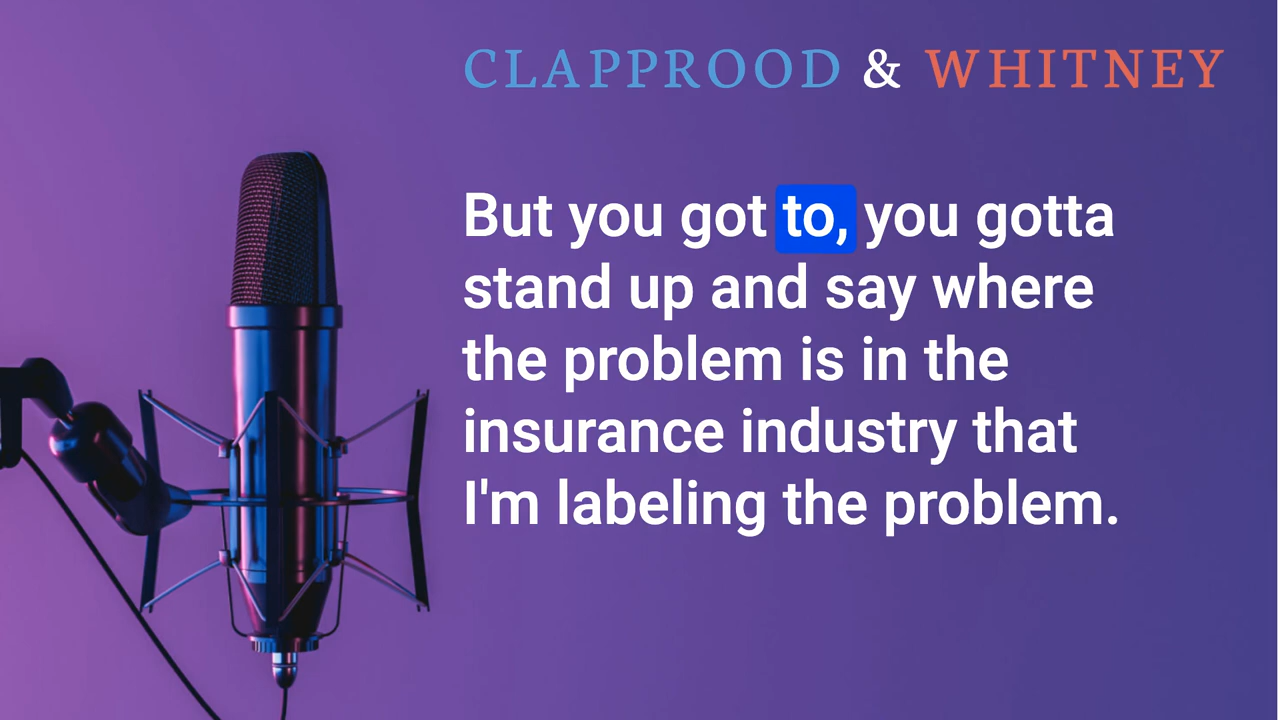 CLAPPROOD & WHITNEY
But you got to, you gotta
stand up and say where
the problem is in the
insurance industry that
I'm labeling the problem.